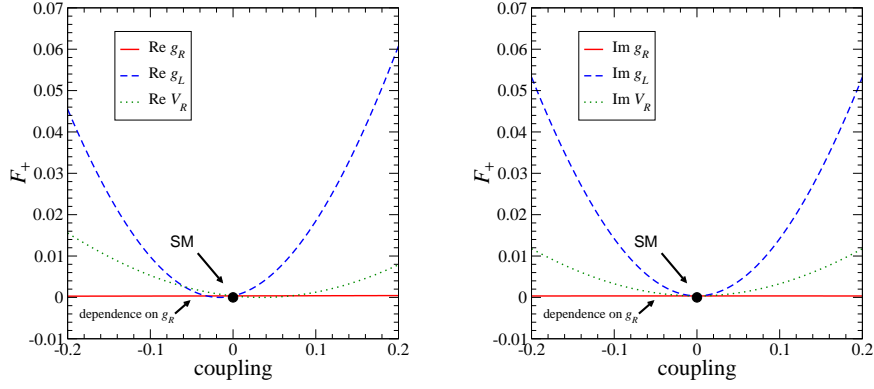 0.07
0.06
0.05
0.04
0.03
0.02
0.01
0
-0.01
F+
Re gR
Re gL
Re VR
SM
dependence on gR
-0.2 -0.1 0 0.1 0.2
coupling
0.07
0.06
0.05
0.04
0.03
0.02
0.01
0
-0.01
F+
Im gR
Im gL
Im VR
SM
dependence on gR
-0.2 -0.1 0 0.1 0.2
coupling